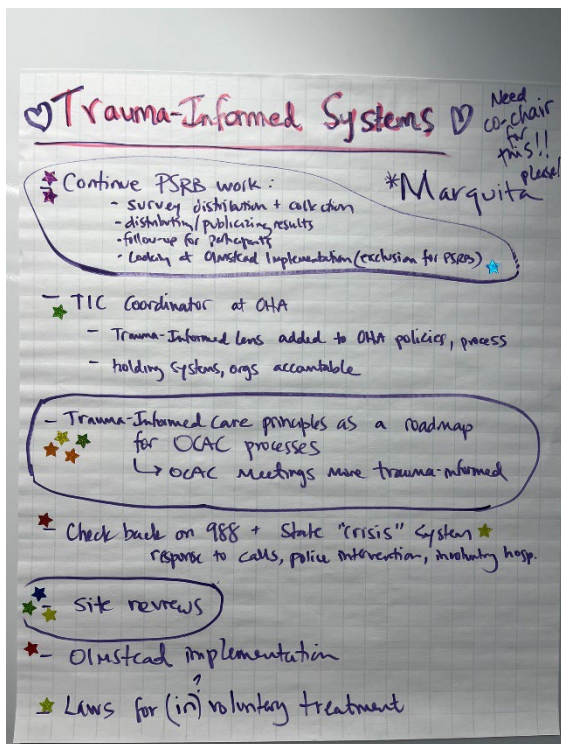 ♡ Trauma-Informed Systems ♡
Need
co-chair
for
this!!
please!
*Marquita
- Continue PSRB work:
- survey distribution + collection
- distributing/publicizing results
- follow-up for participants
- Looking at Olmstead Implementation (exclusion for PSRB)
- TIC Coordinator at OHA
- Trauma-Informed lens added to OHA policies, process
- holding systems, orgs accountable
- Trauma-Informed care principles as a roadmap
for OCAC processes
↳ OCAC Meetings more trauma-informed
- Check back on 988 + State "crisis" System
response to calls, police intervention, involuntary hosp.
- site reviews
- Olmstead implementation
?
- Laws for (in)voluntary treatment